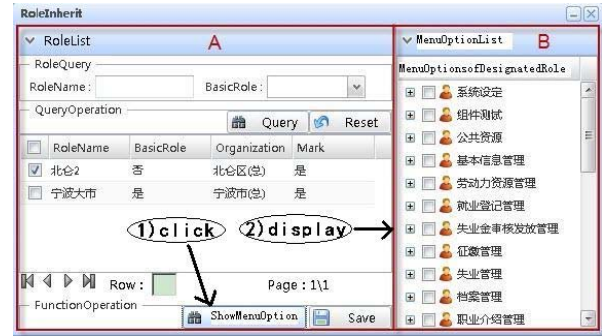 RoleInherit
RoleList
A
RoleQuery
RoleName :
BasicRole :
QueryOperation
Query
Reset
RoleName BasicRole Organization Mark
北仑2 否 北仑区(总) 是
宁波大市 是 宁波市(总) 是
1)click
2)display
Row :
Page : 1\1
FunctionOperation
ShowMenuOption
Save
MenuOptionList
B
MenuOptionsofDesignatedRole
系统设定
组件测试
公共资源
基本信息管理
劳动力资源管理
就业登记管理
失业金审核发放管理
征缴管理
失业管理
档案管理
职业介绍管理